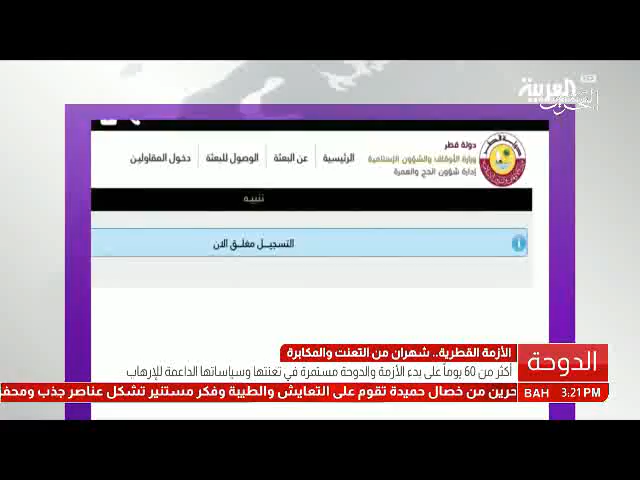 العربية HD
البحرين
دولة قطر
وزارة الأوقاف والشؤون الإسلامية
إدارة شؤون الحج والعمرة
الرئيسية
عن البعثة
الوصول للبعثة
دخول المقاولين
تنبيه
التسجيل مغلق الان
الأزمة القطرية.. شهران من التعنت والمكابرة
الدوحة
أكثر من 60 يوماً على بدء الأزمة والدوحة مستمرة في تعنتها وسياساتها الداعمة للإرهاب
BAH 3:21 PM
حرين من خصال حميدة تقوم على التعايش والطيبة وفكر مستنير تشكل عناصر جذب ومحفز